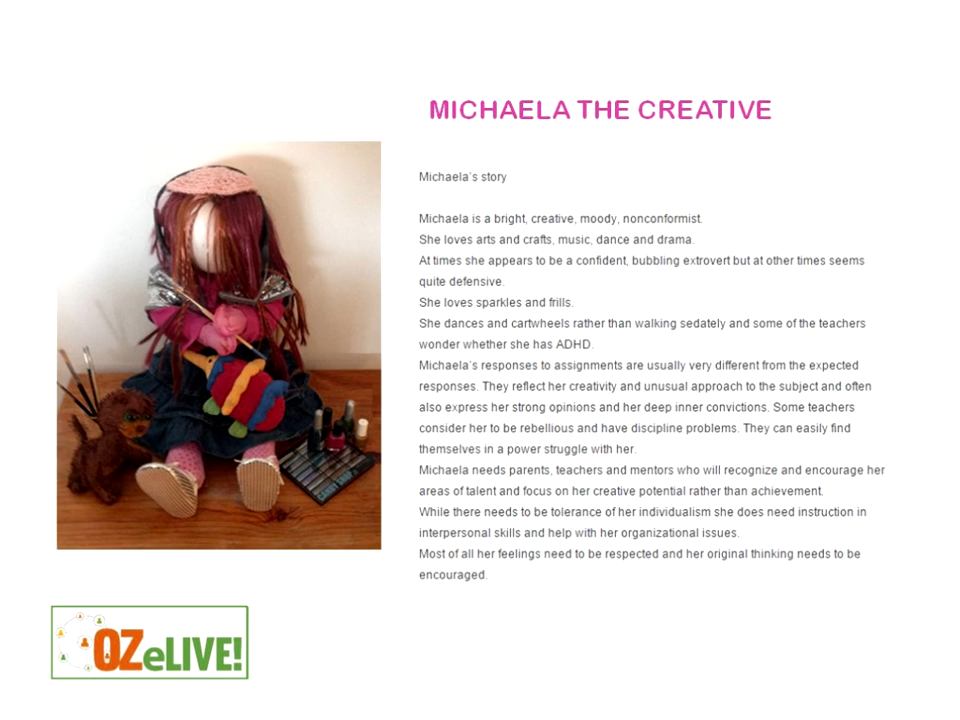 MICHAELA THE CREATIVE
Michaela's story
Michaela is a bright, creative, moody, nonconformist.
She loves arts and crafts, music, dance and drama.
At times she appears to be a confident, bubbling extrovert but at other times seems
quite defensive.
She loves sparkles and frills.
She dances and cartwheels rather than walking sedately and some of the teachers
wonder whether she has ADHD.
Michaela's responses to assignments are usually very different from the expected
responses. They reflect her creativity and unusual approach to the subject and often
also express her strong opinions and her deep inner convictions. Some teachers
consider her to be rebellious and have discipline problems. They can easily find
themselves in a power struggle with her.
Michaela needs parents, teachers and mentors who will recognize and encourage her
areas of talent and focus on her creative potential rather than achievement.
While there needs to be tolerance of her individualism she does need instruction in
interpersonal skills and help with her organizational issues.
Most of all her feelings need to be respected and her original thinking needs to be
encouraged.
OZeLIVE!